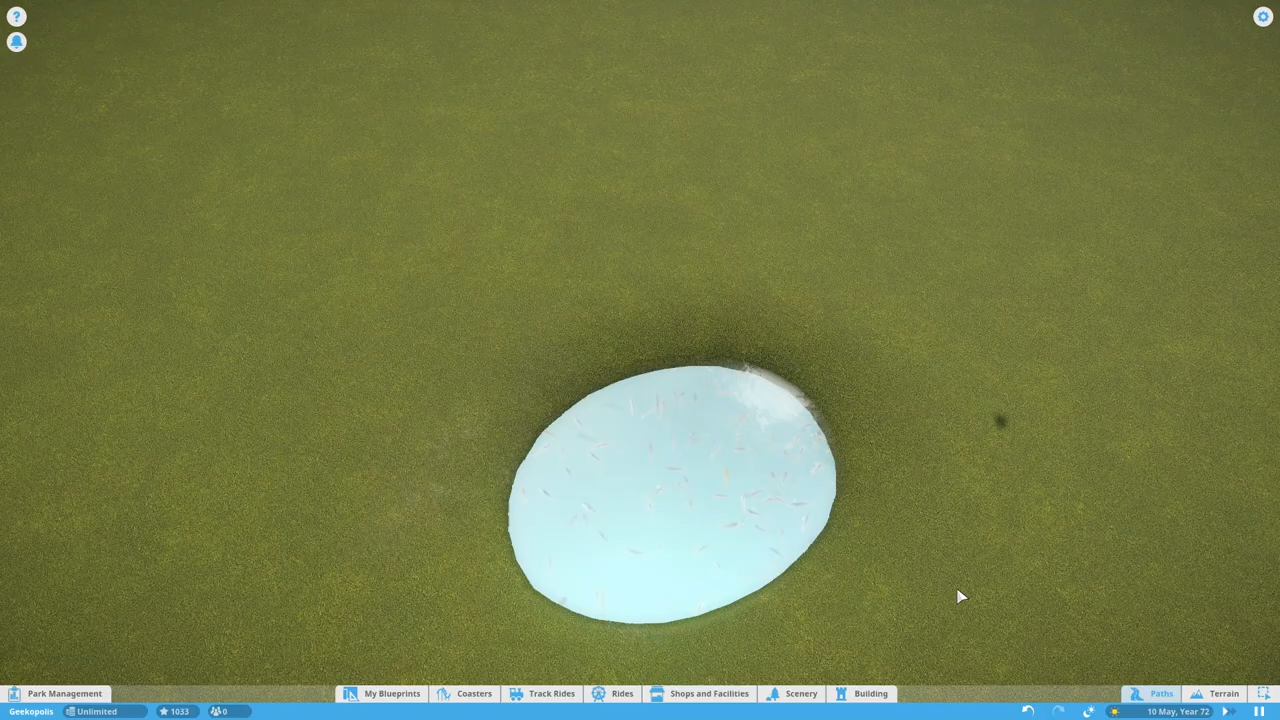 ?
Park Management
My Blueprints
Coasters
Track Rides
Rides
Shops and Facilities
Scenery
Building
Paths
Terrain
Geekopolis
Unlimited
1033
0
10 May, Year 72